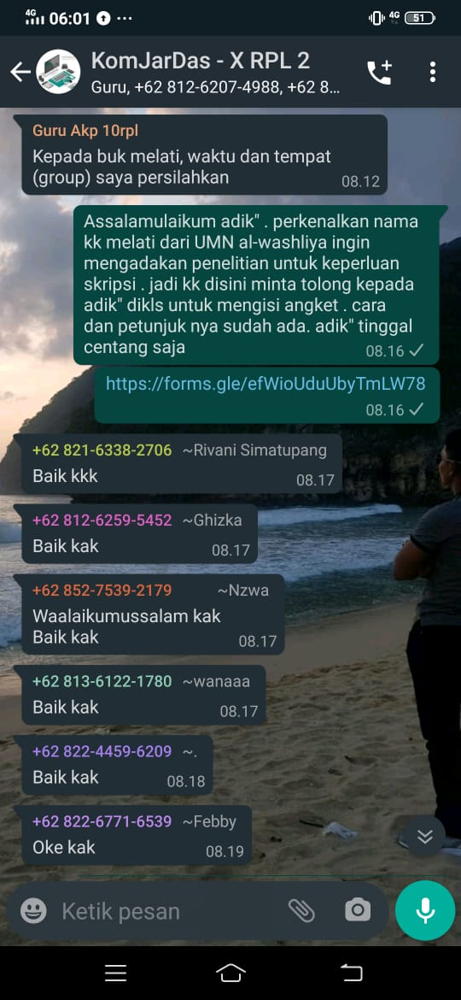 4G 06:01 ...
4G 51
KomJarDas - X RPL 2
Guru, +62 812-6207-4988, +62 8...
Guru Akp 10rpl
Kepada buk melati, waktu dan tempat
(group) saya persilahkan
08.12
Assalamulaikum adik" . perkenalkan nama
kk melati dari UMN al-washliya ingin
mengadakan penelitian untuk keperluan
skripsi . jadi kk disini minta tolong kepada
adik" dikls untuk mengisi angket . cara
dan petunjuk nya sudah ada. adik" tinggal
centang saja
08.16
https://forms.gle/efWioUduUbyTmLW78
08.16
+62 821-6338-2706 ~Rivani Simatupang
Baik kkk
08.17
+62 812-6259-5452 ~Ghizka
Baik kak
08.17
+62 852-7539-2179 ~Nzwa
Waalaikumussalam kak
Baik kak
08.17
+62 813-6122-1780 ~wanaaa
Baik kak
08.17
+62 822-4459-6209 ~.
Baik kak
08.18
+62 822-6771-6539 ~Febby
Oke kak
08.19
Ketik pesan